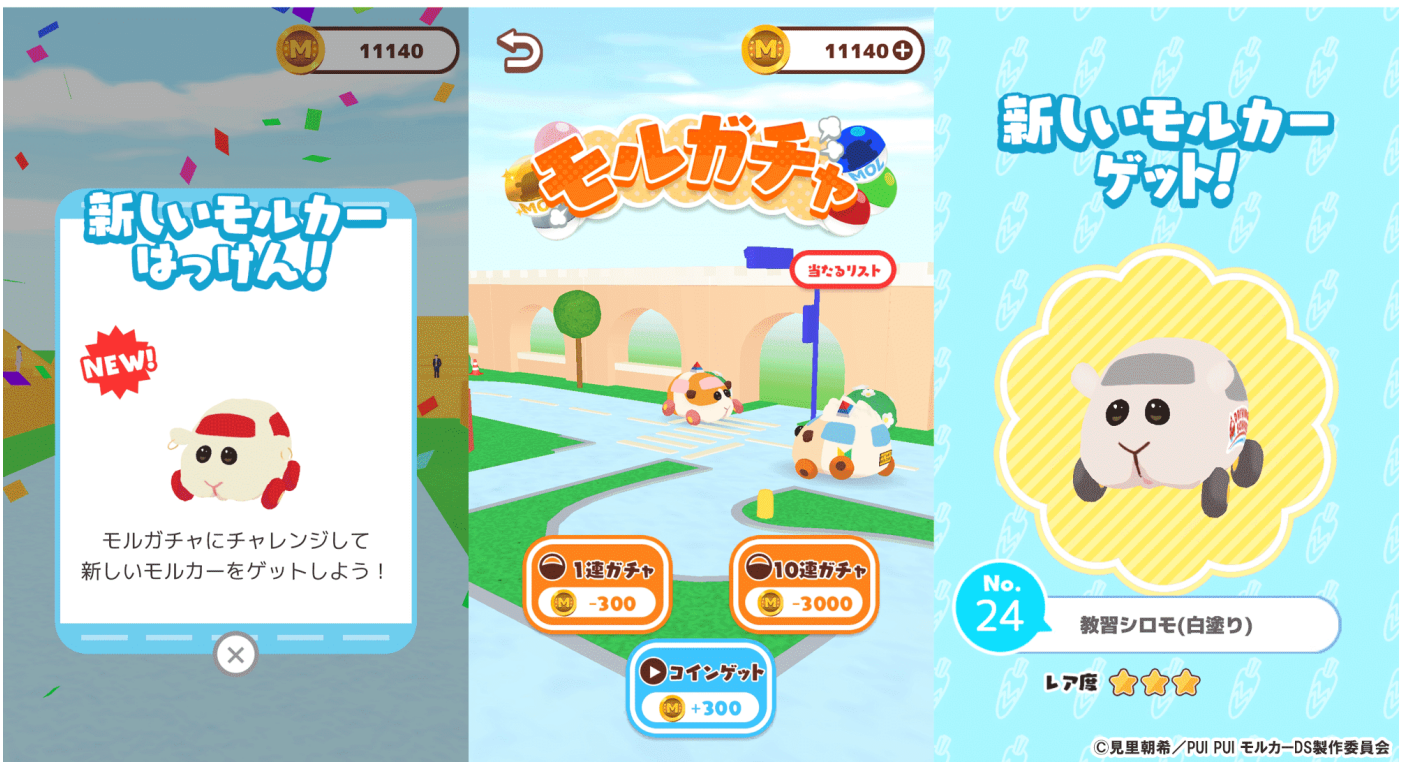 11140
新しいモルカー
はっけん!
NEW!
モルガチャにチャレンジして
新しいモルカーをゲットしよう!
11140
モルガチャ
当たるリスト
1連ガチャ
-300
10連ガチャ
-3000
コインゲット
+300
新しいモルカー
ゲット!
No.
24
教習シロモ(白塗り)
レア度
©見里朝希/PUI PUI モルカーDS製作委員会